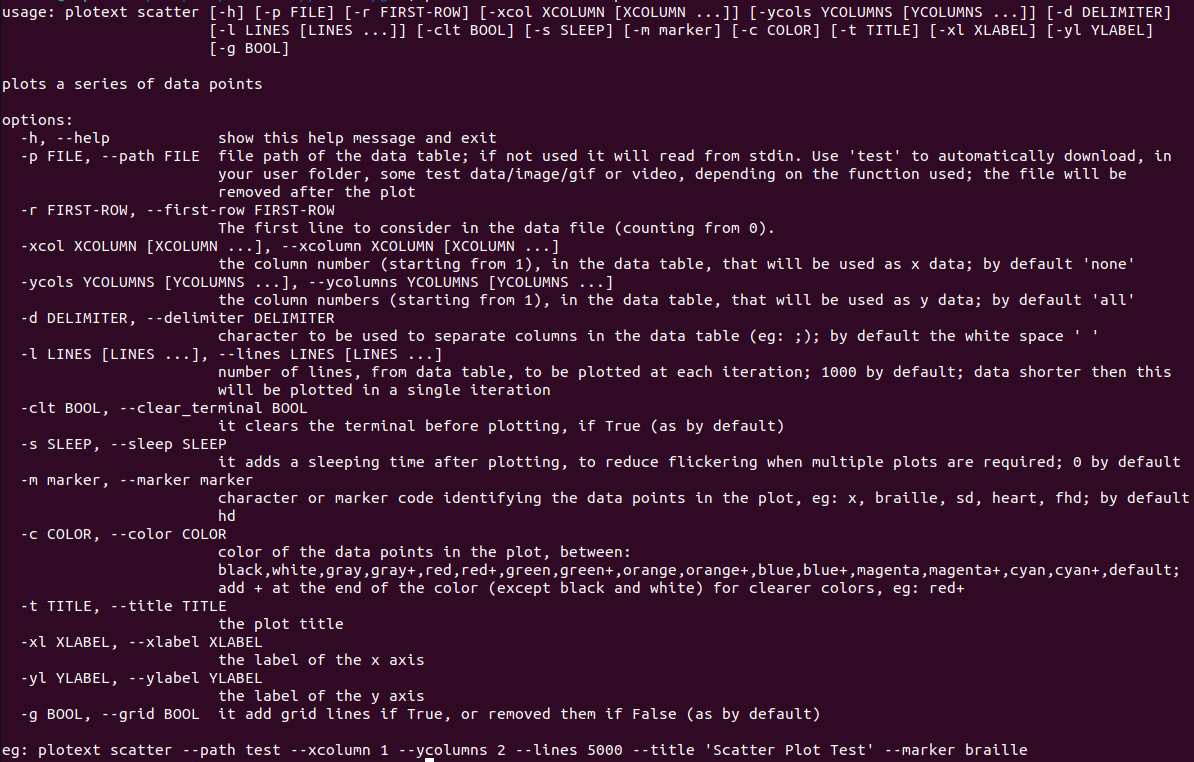 usage: plotext scatter [-h] [-p FILE] [-r FIRST-ROW] [-xcol XCOLUMN [XCOLUMN ...]] [-ycols YCOLUMNS [YCOLUMNS ...]] [-d DELIMITER]
[-l LINES [LINES ...]] [-clt BOOL] [-s SLEEP] [-m marker] [-c COLOR] [-t TITLE] [-xl XLABEL] [-yl YLABEL]
[-g BOOL]
plots a series of data points
options:
-h, --help show this help message and exit
-p FILE, --path FILE file path of the data table; if not used it will read from stdin. Use 'test' to automatically download, in
your user folder, some test data/image/gif or video, depending on the function used; the file will be
removed after the plot
-r FIRST-ROW, --first-row FIRST-ROW
The first line to consider in the data file (counting from 0).
-xcol XCOLUMN [XCOLUMN ...], --xcolumn XCOLUMN [XCOLUMN ...]
the column number (starting from 1), in the data table, that will be used as x data; by default 'none'
-ycols YCOLUMNS [YCOLUMNS ...], --ycolumns YCOLUMNS [YCOLUMNS ...]
the column numbers (starting from 1), in the data table, that will be used as y data; by default 'all'
-d DELIMITER, --delimiter DELIMITER
character to be used to separate columns in the data table (eg: ;); by default the white space ' '
-l LINES [LINES ...], --lines LINES [LINES ...]
number of lines, from data table, to be plotted at each iteration; 1000 by default; data shorter then this
will be plotted in a single iteration
-clt BOOL, --clear_terminal BOOL
it clears the terminal before plotting, if True (as by default)
-s SLEEP, --sleep SLEEP
it adds a sleeping time after plotting, to reduce flickering when multiple plots are required; 0 by default
-m marker, --marker marker
character or marker code identifying the data points in the plot, eg: x, braille, sd, heart, fhd; by default
hd
-c COLOR, --color COLOR
color of the data points in the plot, between:
black,white,gray,gray+,red,red+,green,green+,orange,orange+,blue,blue+,magenta,magenta+,cyan,cyan+,default;
add + at the end of the color (except black and white) for clearer colors, eg: red+
-t TITLE, --title TITLE
the plot title
-xl XLABEL, --xlabel XLABEL
the label of the x axis
-yl YLABEL, --ylabel YLABEL
the label of the y axis
-g BOOL, --grid BOOL it add grid lines if True, or removed them if False (as by default)
eg: plotext scatter --path test --xcolumn 1 --ycolumns 2 --lines 5000 --title 'Scatter Plot Test' --marker braille